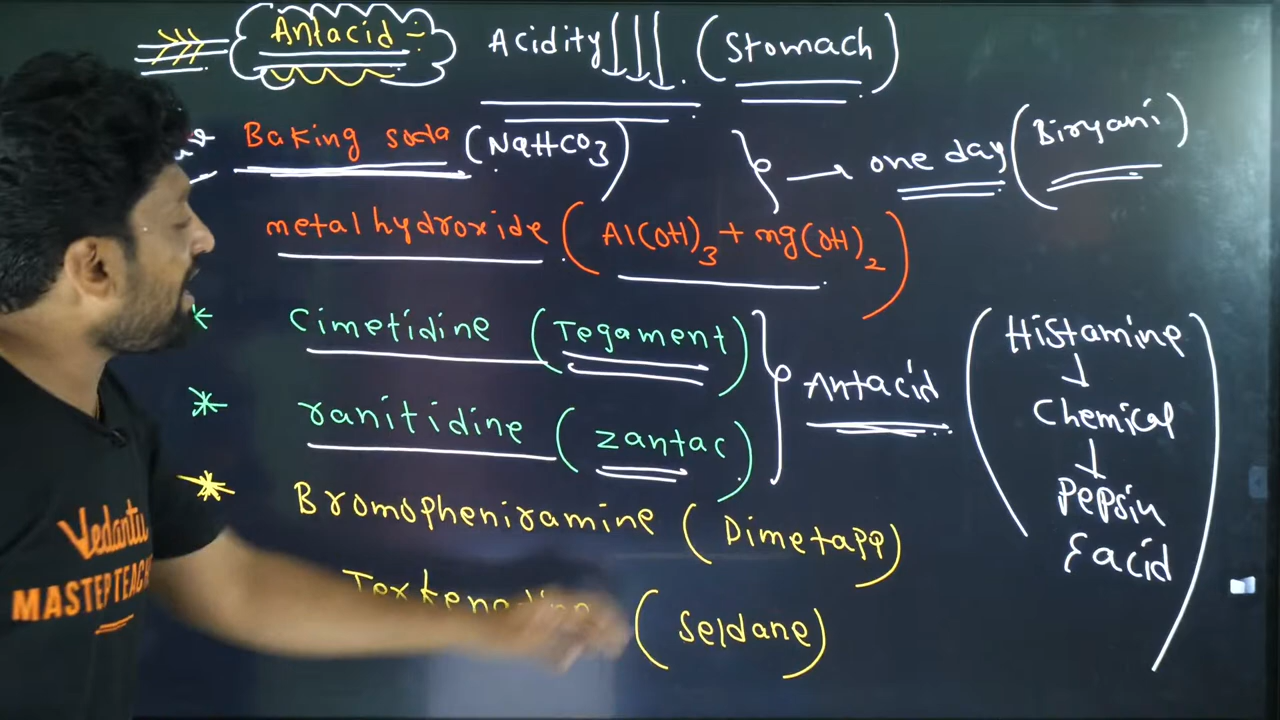 Antacid :- Acidity ↓↓↓ (Stomach)
Baking soda (NaHCO3) → one day (Biryani)
metal hydroxide (Al(OH)3 + mg(OH)2)
* Cimetidine (Tegament)
* ranitidine (zantac)
} Antacid
(Histamine
↓
Chemical
↓
Pepsin
& acid)
* Bromopheniramine (Dimetapp)
(Seldane)
Vedantu
MASTER TEACH